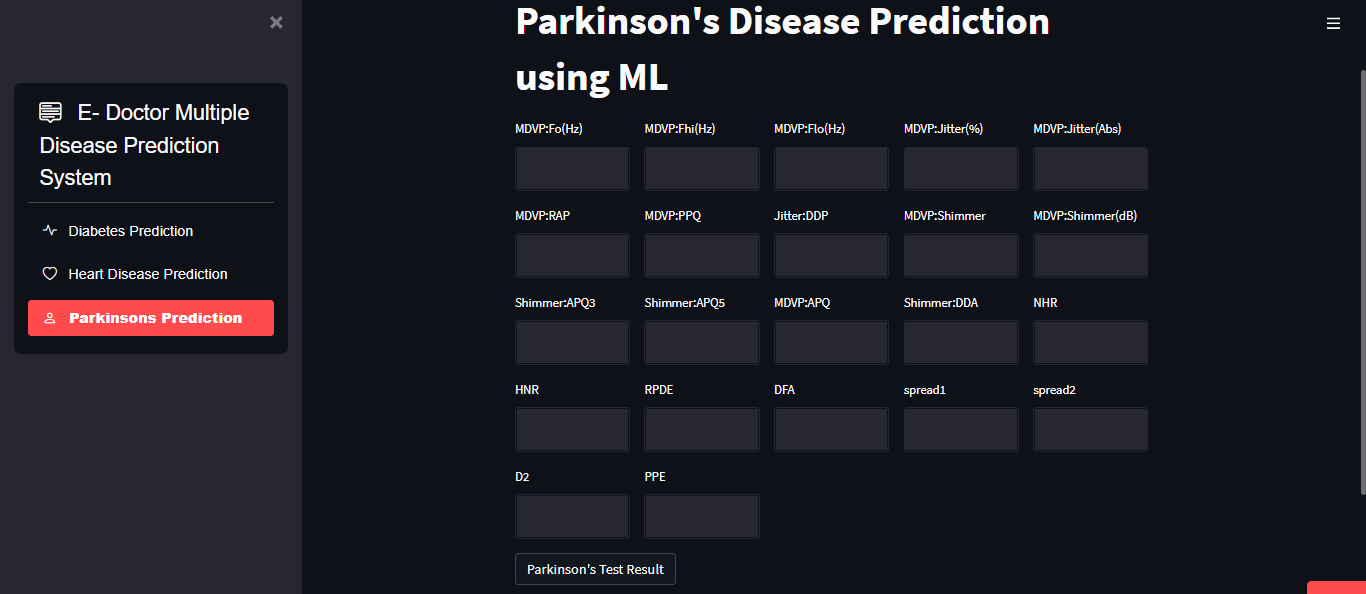 E- Doctor Multiple
Disease Prediction
System
Diabetes Prediction
Heart Disease Prediction
Parkinsons Prediction
Parkinson's Disease Prediction
using ML
MDVP:Fo(Hz) MDVP:Fhi(Hz) MDVP:Flo(Hz) MDVP:Jitter(%) MDVP:Jitter(Abs)
MDVP:RAP MDVP:PPQ Jitter:DDP MDVP:Shimmer MDVP:Shimmer(dB)
Shimmer:APQ3 Shimmer:APQ5 MDVP:APQ Shimmer:DDA NHR
HNR RPDE DFA spread1 spread2
D2 PPE
Parkinson's Test Result